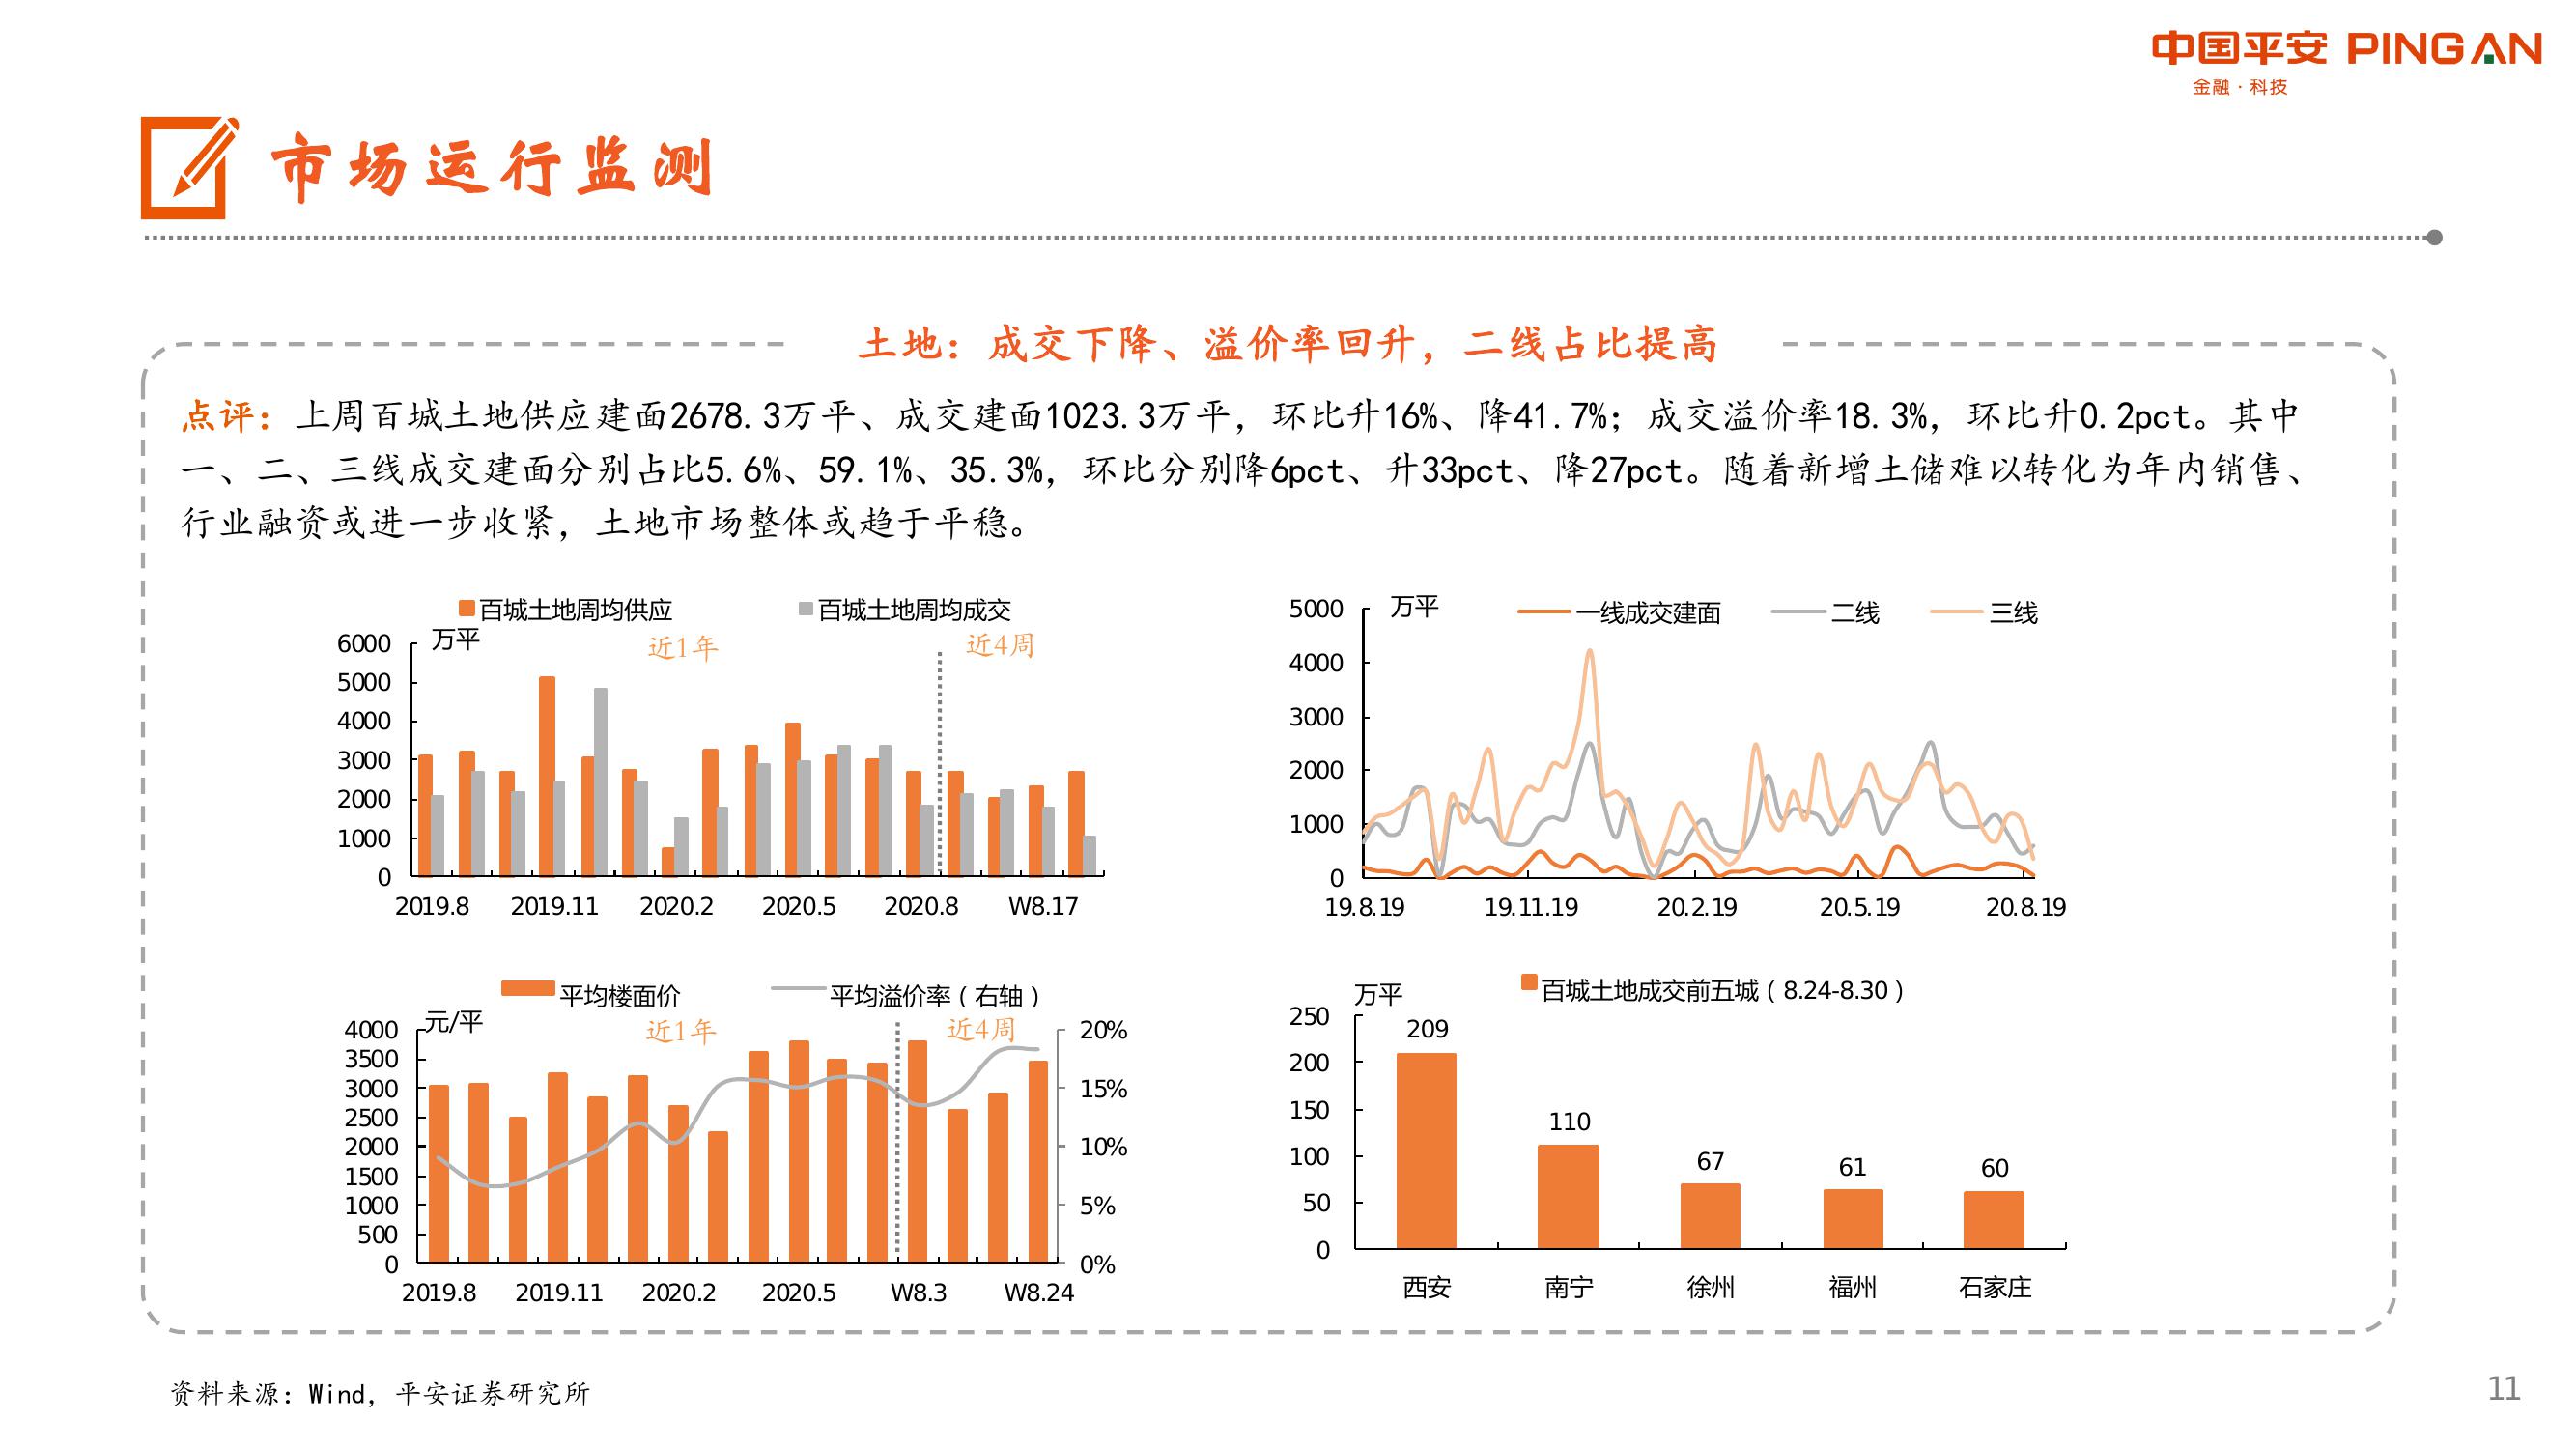 中国平安 PINGAN
金融·科技
市场运行监测
土地：成交下降、溢价率回升，二线占比提高
点评：上周百城土地供应建面2678.3万平、成交建面1023.3万平，环比升16%、降41.7%；成交溢价率18.3%，环比升0.2pct。其中
一、二、三线成交建面分别占比5.6%、59.1%、35.3%，环比分别降6pct、升33pct、降27pct。随着新增土储难以转化为年内销售、
行业融资或进一步收紧，土地市场整体或趋于平稳。
百城土地周均供应 百城土地周均成交
万平 近1年 近4周
6000
5000
4000
3000
2000
1000
0
2019.8 2019.11 2020.2 2020.5 2020.8 W8.17
万平 一线成交建面 二线 三线
5000
4000
3000
2000
1000
0
19.8.19 19.11.19 20.2.19 20.5.19 20.8.19
平均楼面价 平均溢价率（右轴）
元/平 近1年 近4周
4000
3500
3000
2500
2000
1500
1000
500
0
20%
15%
10%
5%
0%
2019.8 2019.11 2020.2 2020.5 W8.3 W8.24
万平 百城土地成交前五城（8.24-8.30）
250
200
150
100
50
0
209
110
67
61
60
西安 南宁 徐州 福州 石家庄
资料来源：Wind，平安证券研究所
11